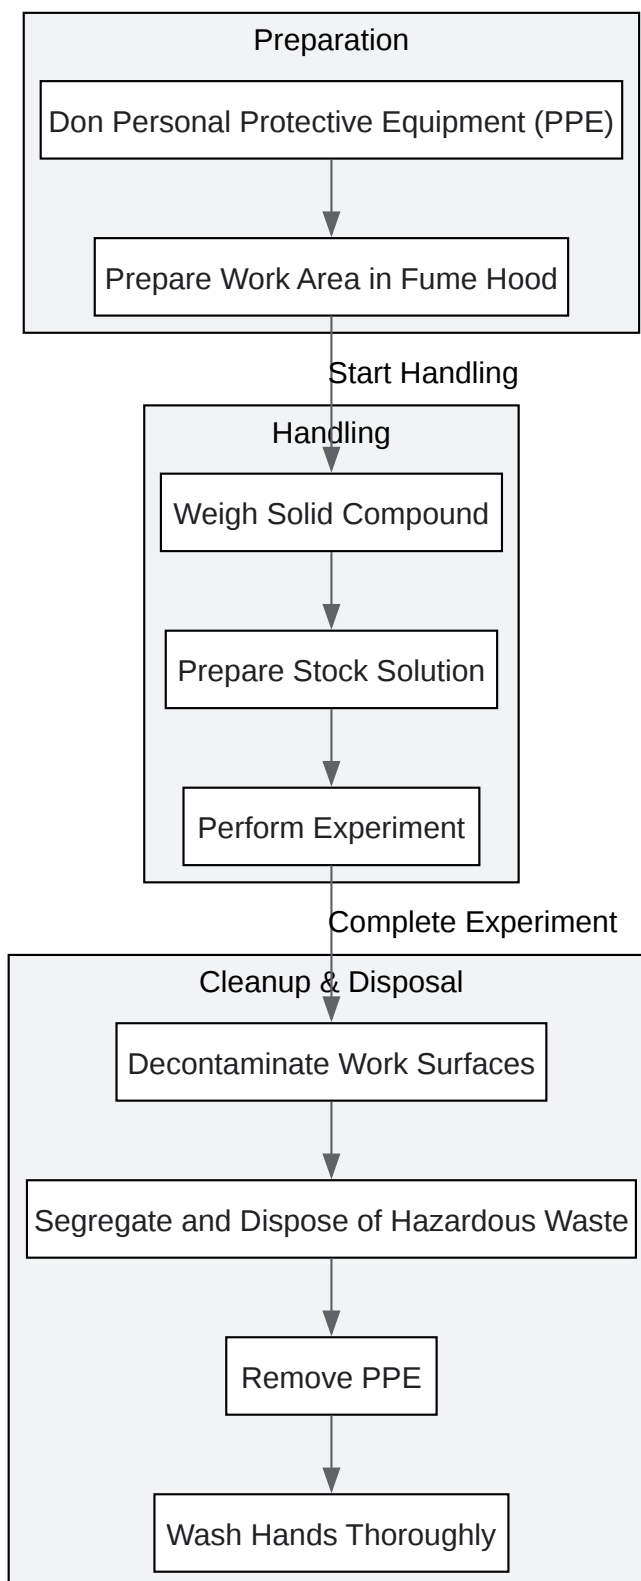 Preparation
Don Personal Protective Equipment (PPE)
Prepare Work Area in Fume Hood
Start Handling
Handling
Weigh Solid Compound
Prepare Stock Solution
Perform Experiment
Complete Experiment
Cleanup & Disposal
Decontaminate Work Surfaces
Segregate and Dispose of Hazardous Waste
Remove PPE
Wash Hands Thoroughly